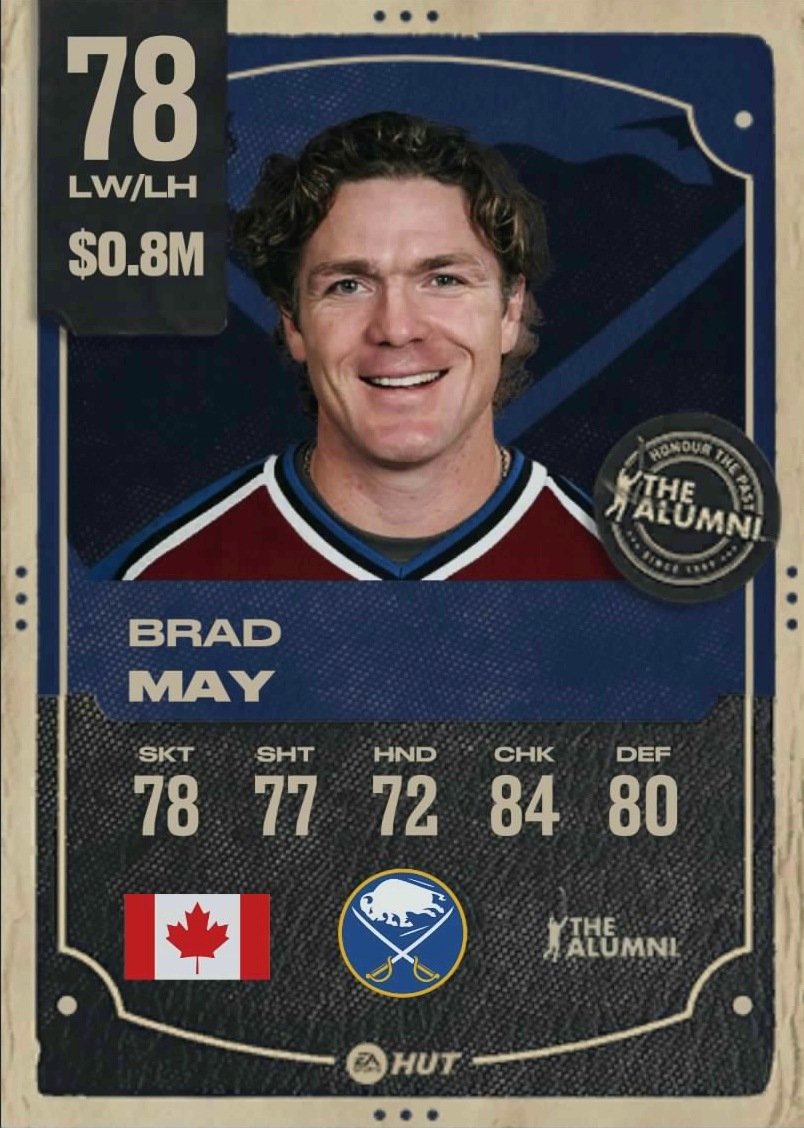 78
LW/LH
$0.8M
HONOUR THE PAST
THE
ALUMNI
BRAD
MAY
SKT SHT HND CHK DEF
78 77 72 84 80
THE
ALUMNI
EA
HUT